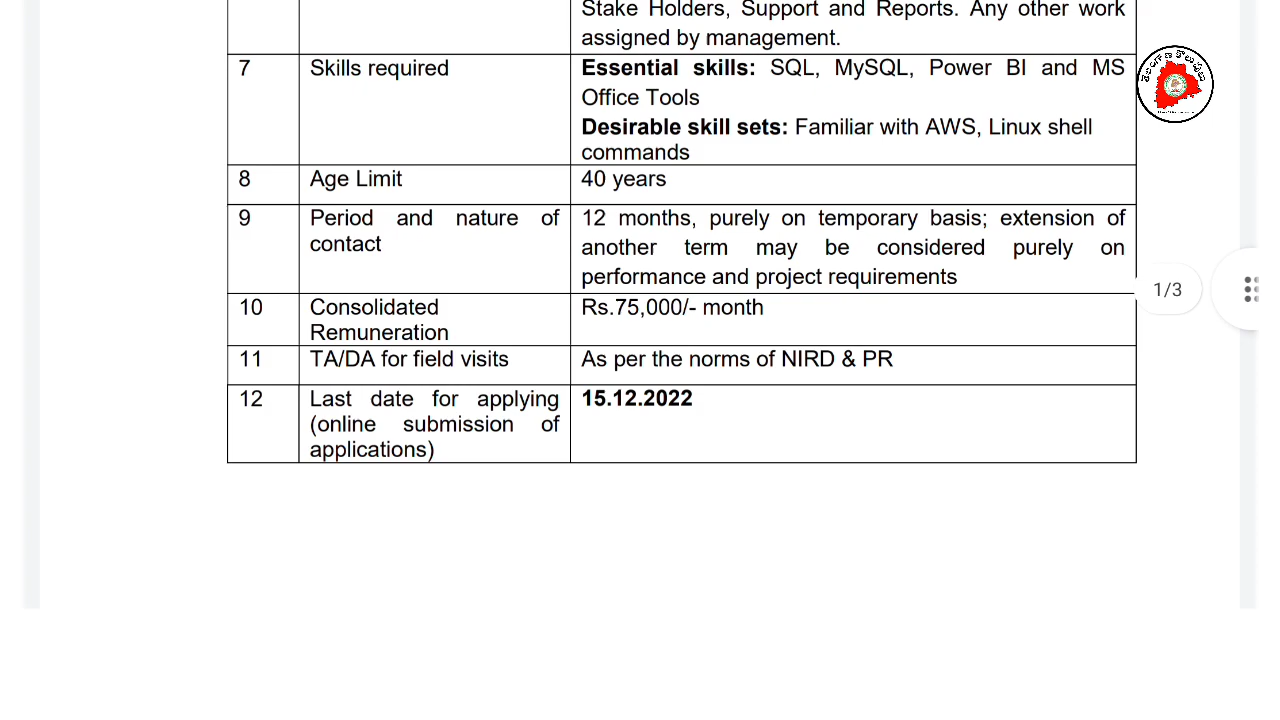 Stake Holders, Support and Reports. Any other work
assigned by management.
7 Skills required Essential skills: SQL, MySQL, Power BI and MS
Office Tools
Desirable skill sets: Familiar with AWS, Linux shell
commands
8 Age Limit 40 years
9 Period and nature of 12 months, purely on temporary basis; extension of
contact another term may be considered purely on
performance and project requirements
10 Consolidated Rs.75,000/- month
Remuneration
11 TA/DA for field visits As per the norms of NIRD & PR
12 Last date for applying 15.12.2022
(online submission of
applications)
1/3